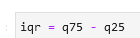 iqr = q75 - q25